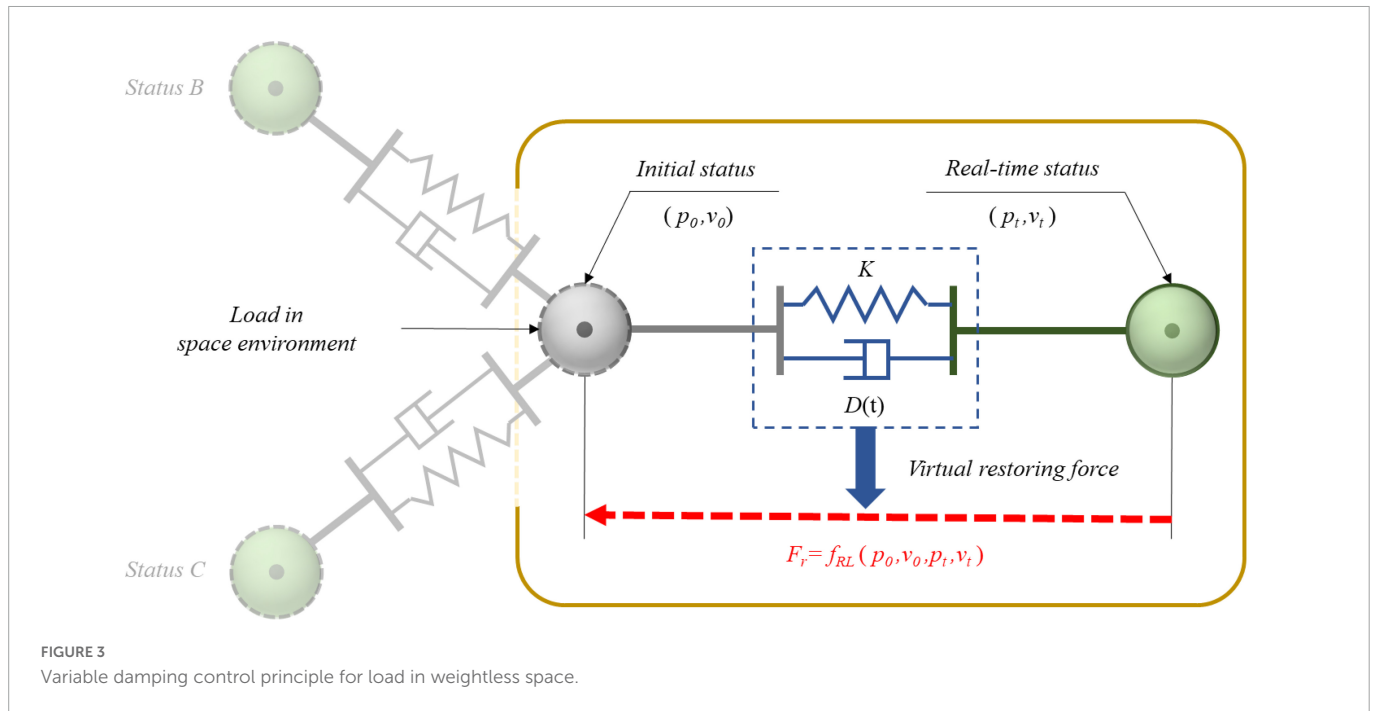 Status B
Initial status
( p₀,v₀)
Real-time status
( pₜ,vₜ)
K
Load in
space environment
D(t)
Virtual restoring force
Fᵣ= f_RL ( p₀,v₀,pₜ,vₜ)
Status C
FIGURE 3
Variable damping control principle for load in weightless space.